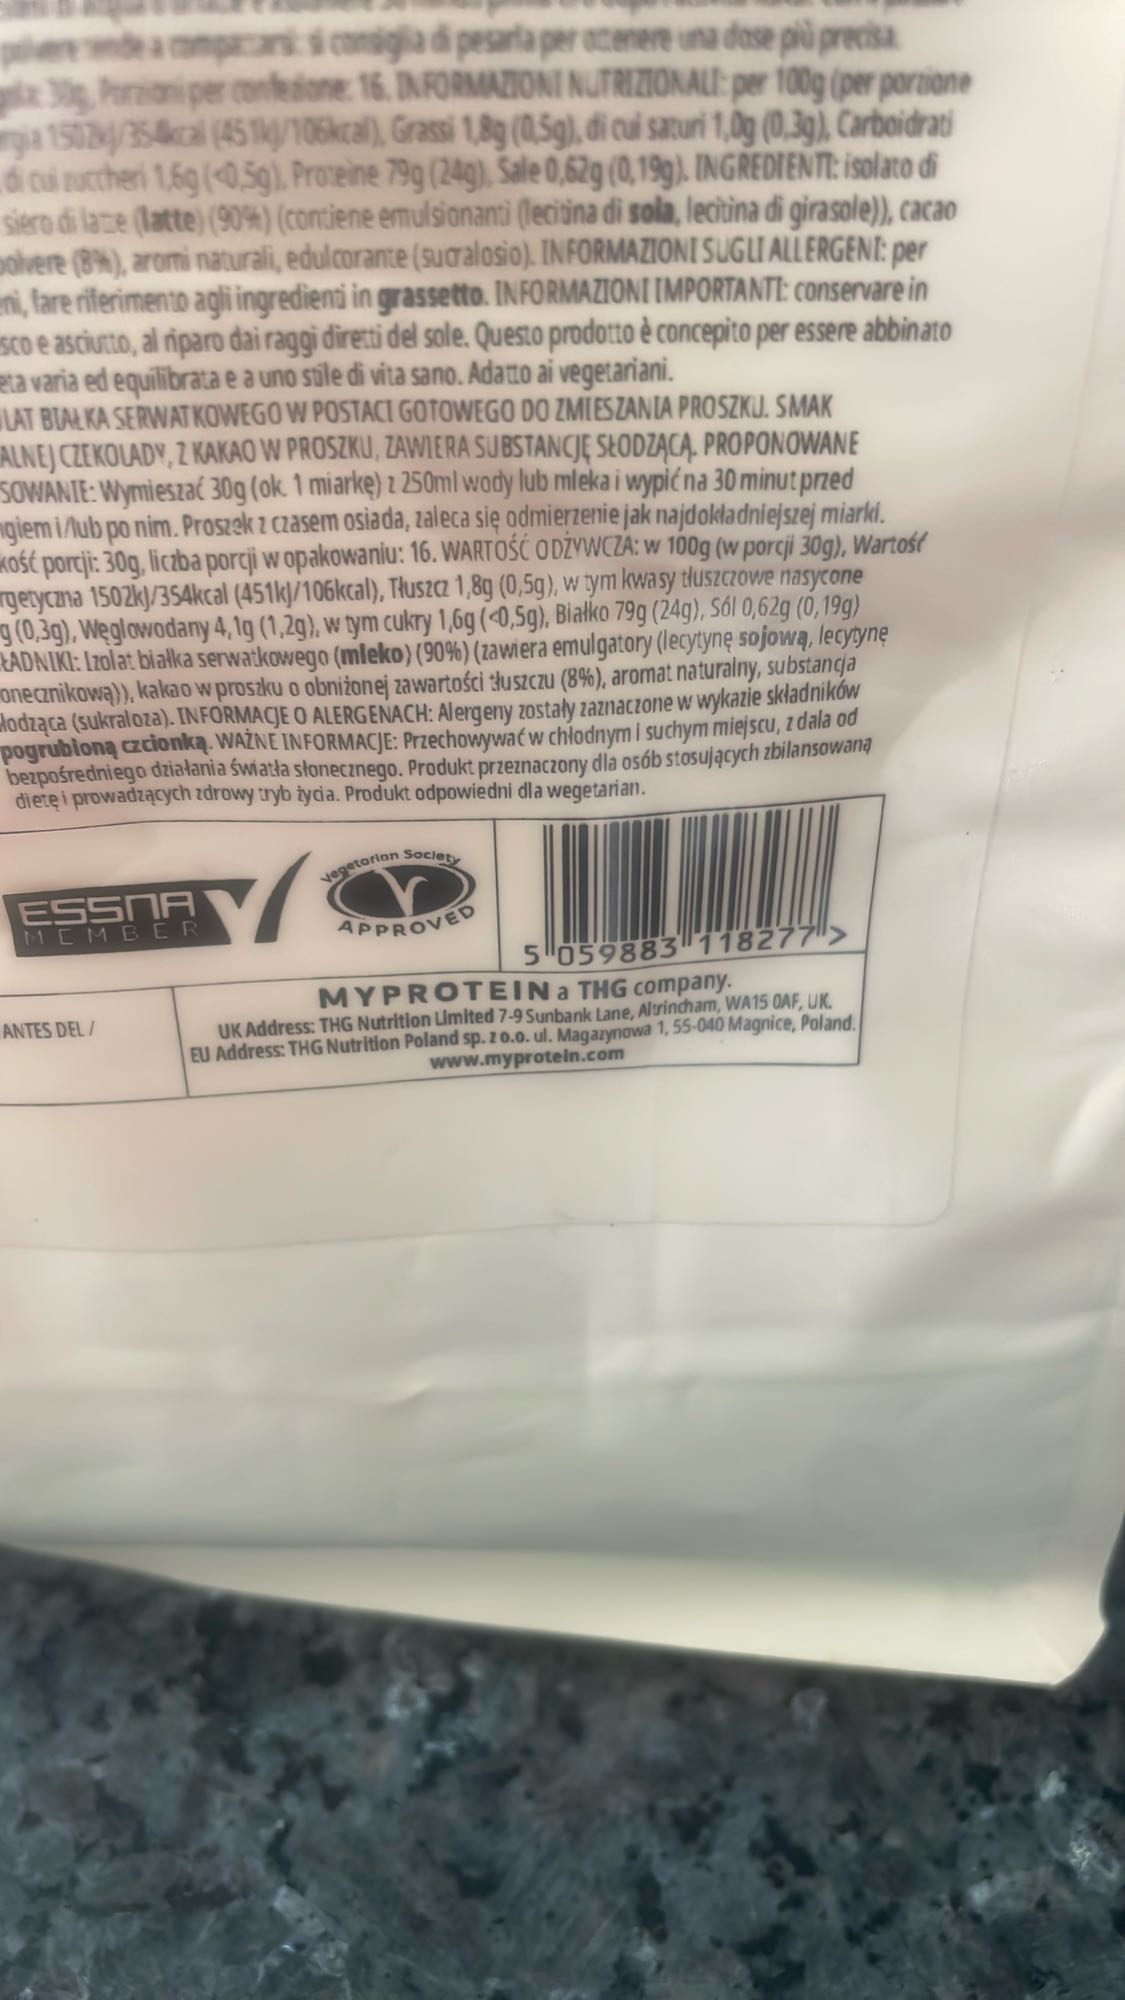 polvere tende a compattarsi: si consiglia di pesarla per ottenere una dose più precisa.
30g, Porzioni per confezione: 16. INFORMAZIONI NUTRIZIONALI: per 100g (per porzione
1502kJ/354kcal (451kJ/106kcal), Grassi 1,8g (0,5g), di cui saturi 1,0g (0,3g), Carboidrati
di cui zuccheri 1,6g (<0,5g), Proteine 79g (24g), Sale 0,62g (0,19g). INGREDIENTI: isolato di
siero di latte (latte) (90%) (contiene emulsionanti (lecitina di soia, lecitina di girasole)), cacao
polvere (8%), aromi naturali, edulcorante (sucralosio). INFORMAZIONI SUGLI ALLERGENI: per
ni, fare riferimento agli ingredienti in grassetto. INFORMAZIONI IMPORTANTI: conservare in
sco e asciutto, al riparo dai raggi diretti del sole. Questo prodotto è concepito per essere abbinato
eta varia ed equilibrata e a uno stile di vita sano. Adatto ai vegetariani.
LAT BIAŁKA SERWATKOWEGO W POSTACI GOTOWEGO DO ZMIESZANIA PROSZKU. SMAK
ALNEJ CZEKOLADY, Z KAKAO W PROSZKU, ZAWIERA SUBSTANCJĘ SŁODZĄCĄ. PROPONOWANE
SOWANIE: Wymieszać 30g (ok. 1 miarkę) z 250ml wody lub mleka i wypić na 30 minut przed
giem i/lub po nim. Proszek z czasem osiada, zaleca się odmierzenie jak najdokładniejszej miarki.
kość porcji: 30g, liczba porcji w opakowaniu: 16. WARTOŚĆ ODŻYWCZA: w 100g (w porcji 30g), Wartość
rgetyczna 1502kJ/354kcal (451kJ/106kcal), Tłuszcz 1,8g (0,5g), w tym kwasy tłuszczowe nasycone
g (0,3g), Węglowodany 4,1g (1,2g), w tym cukry 1,6g (<0,5g), Białko 79g (24g), Sól 0,62g (0,19g)
ŁADNIKI: Izolat białka serwatkowego (mleko) (90%) (zawiera emulgatory (lecytynę sojową, lecytynę
onecznikową)), kakao w proszku o obniżonej zawartości tłuszczu (8%), aromat naturalny, substancja
łodząca (sukraloza). INFORMACJE O ALERGENACH: Alergeny zostały zaznaczone w wykazie składników
pogrubioną czcionką. WAŻNE INFORMACJE: Przechowywać w chłodnym i suchym miejscu, z dala od
bezpośredniego działania światła słonecznego. Produkt przeznaczony dla osób stosujących zbilansowaną
dietę i prowadzących zdrowy tryb życia. Produkt odpowiedni dla wegetarian.
ESSNA
MEMBER
Vegetarian Society
APPROVED
5 059883 118277 >
ANTES DEL /
MYPROTEIN a THG company.
UK Address: THG Nutrition Limited 7-9 Sunbank Lane, Altrincham, WA15 0AF, UK.
EU Address: THG Nutrition Poland sp. z o.o. ul. Magazynowa 1, 55-040 Magnice, Poland.
www.myprotein.com